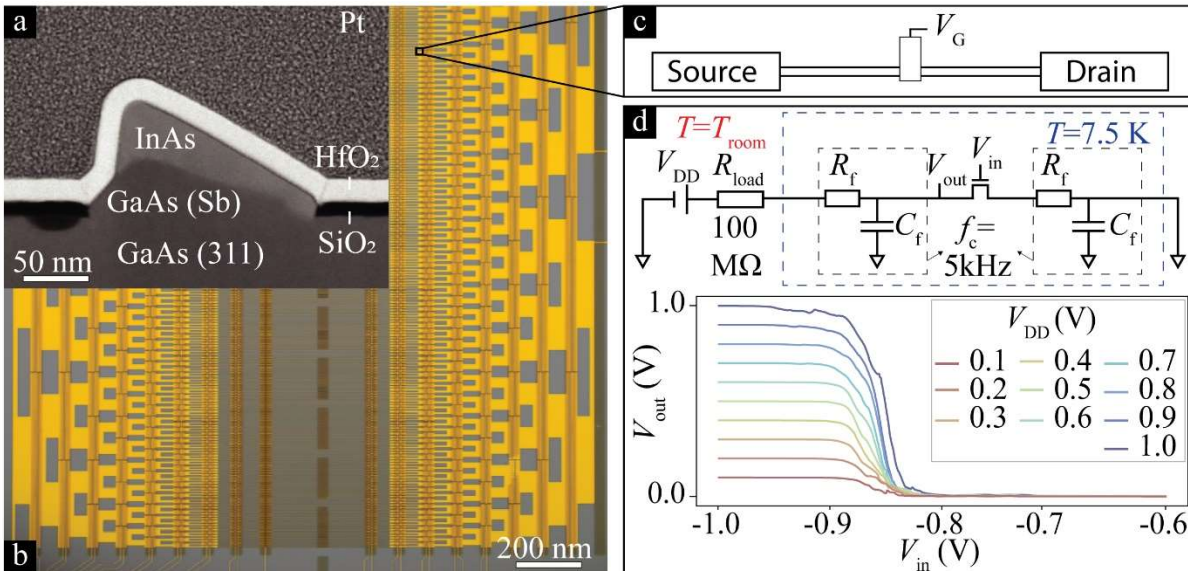 a
Pt
InAs
HfO₂
GaAs (Sb)
GaAs (311)
SiO₂
50 nm
b
200 nm
c
V_G
Source
Drain
d
T=T_room
T=7.5 K
V_DD
R_load
R_f
V_out
V_in
R_f
100
MΩ
C_f
f_c=
5kHz
C_f
V_out (V)
1.0
0.0
V_DD (V)
0.1
0.4
0.7
0.2
0.5
0.8
0.3
0.6
0.9
1.0
-1.0
-0.9
-0.8
-0.7
-0.6
V_in (V)